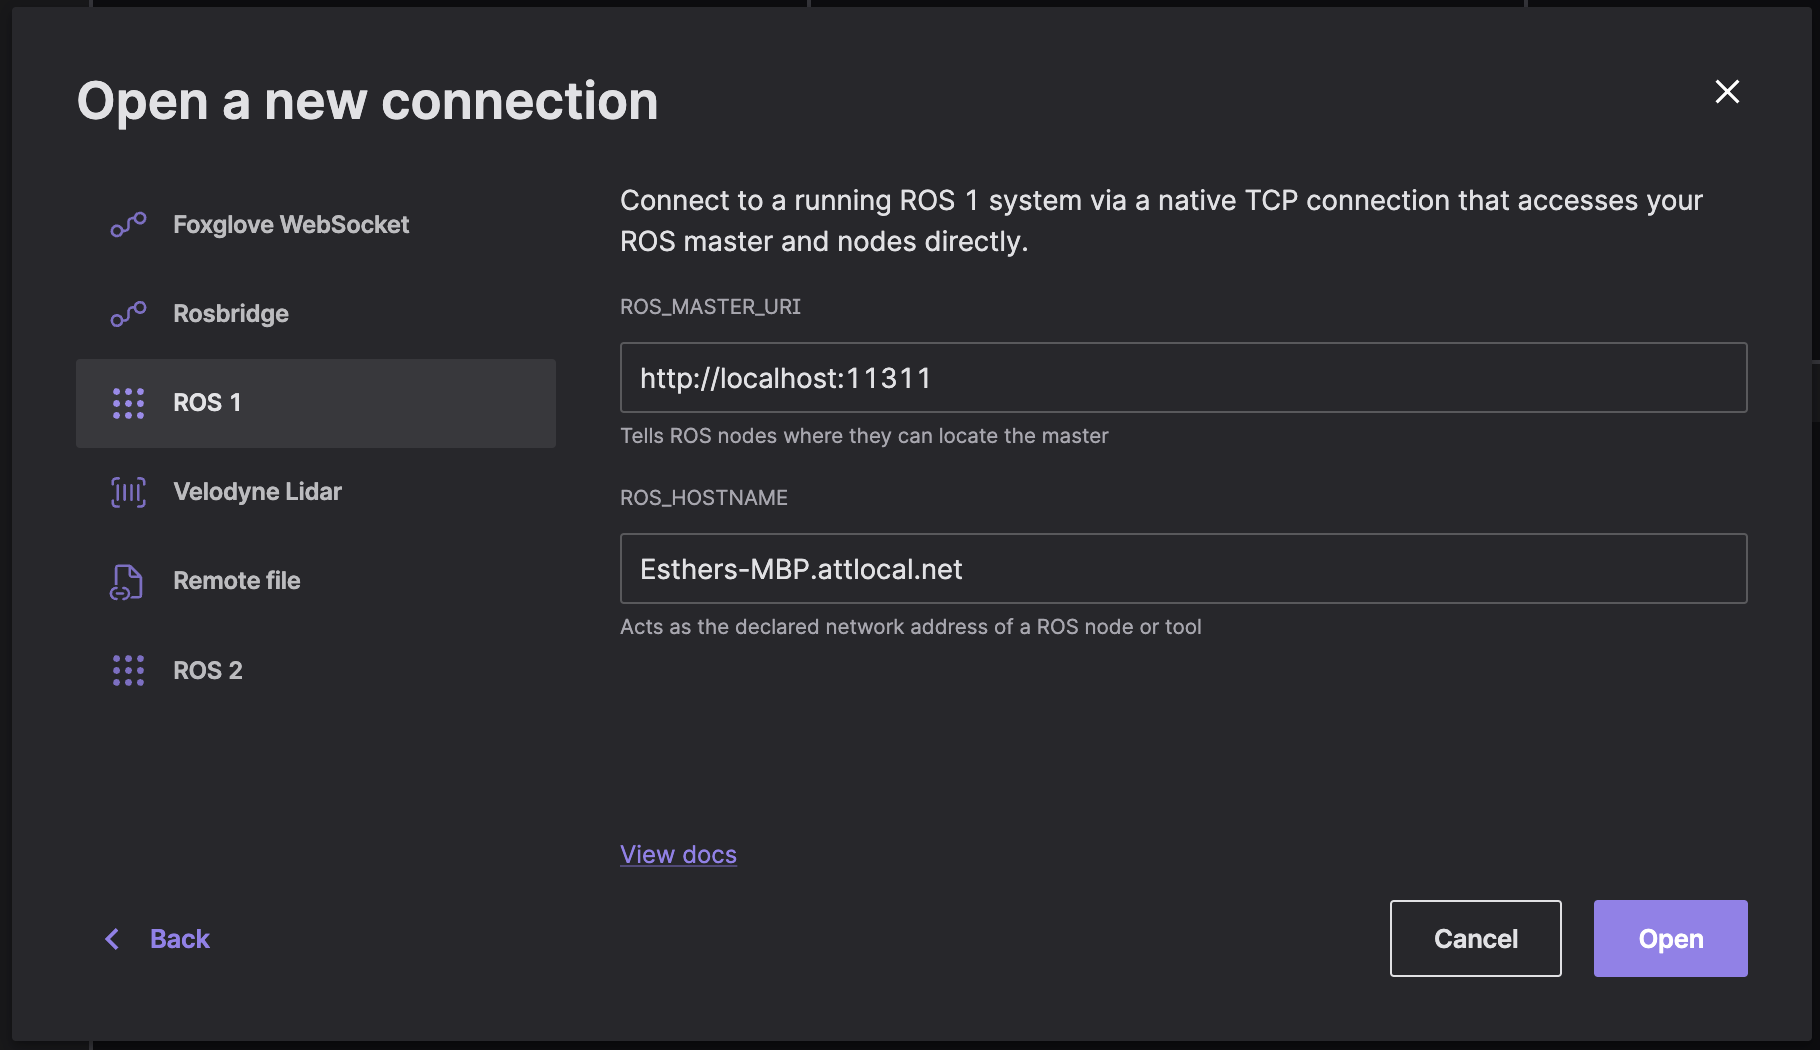 Open a new connection
Foxglove WebSocket
Rosbridge
ROS 1
Velodyne Lidar
Remote file
ROS 2
Connect to a running ROS 1 system via a native TCP connection that accesses your
ROS master and nodes directly.
ROS_MASTER_URI
http://localhost:11311
Tells ROS nodes where they can locate the master
ROS_HOSTNAME
Esthers-MBP.attlocal.net
Acts as the declared network address of a ROS node or tool
View docs
Back
Cancel
Open